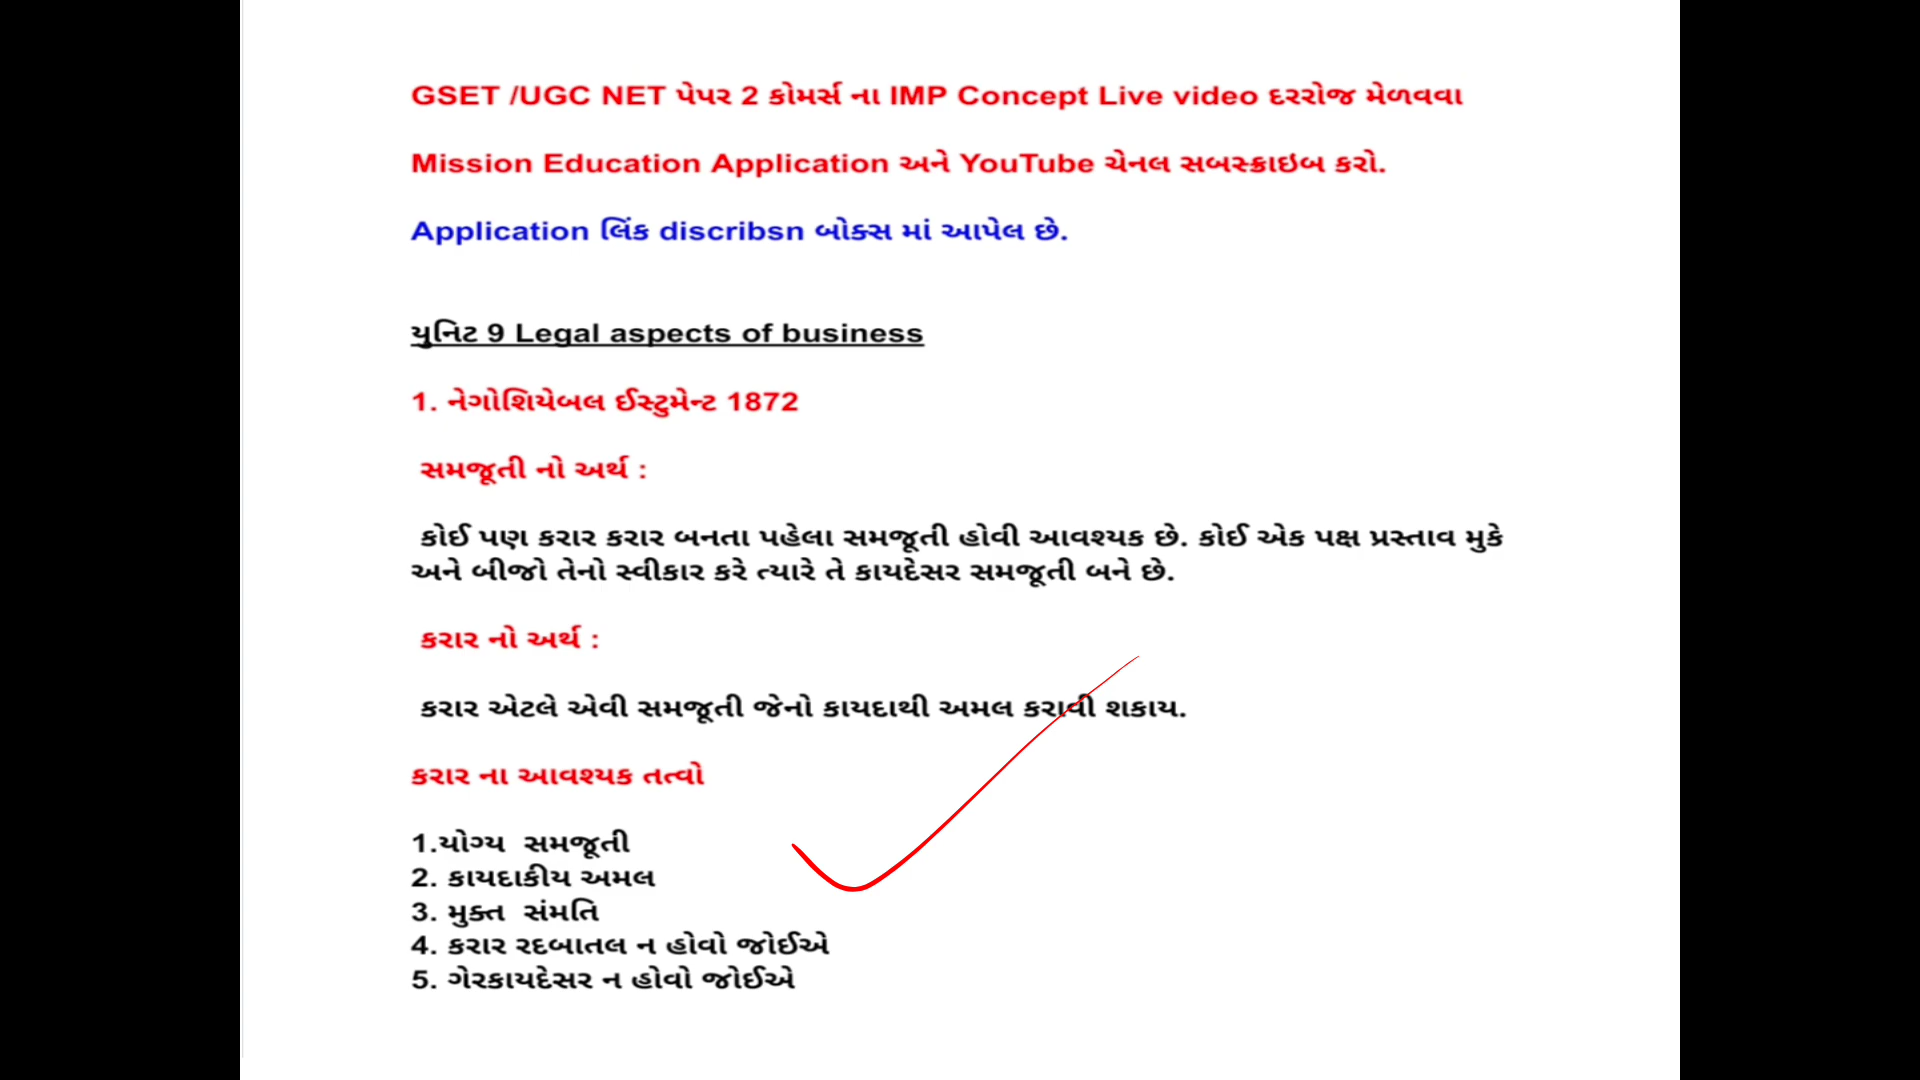 GSET /UGC NET પેપર 2 કોમર્સ ના IMP Concept Live video દરરોજ મેળવવા
Mission Education Application અને YouTube ચેનલ સબસ્ક્રાઇબ કરો.
Application લિંક discribsn બોક્સ માં આપેલ છે.
યુનિટ 9 Legal aspects of business
1. નેગોશિયેબલ ઈસ્ટુમેન્ટ 1872
સમજૂતી નો અર્થ :
કોઈ પણ કરાર કરાર બનતા પહેલા સમજૂતી હોવી આવશ્યક છે. કોઈ એક પક્ષ પ્રસ્તાવ મુકે
અને બીજો તેનો સ્વીકાર કરે ત્યારે તે કાયદેસર સમજૂતી બને છે.
કરાર નો અર્થ :
કરાર એટલે એવી સમજૂતી જેનો કાયદાથી અમલ કરાવી શકાય.
કરાર ના આવશ્યક તત્વો
1.યોગ્ય સમજૂતી
2. કાયદાકીય અમલ
3. મુક્ત સંમતિ
4. કરાર રદબાતલ ન હોવો જોઈએ
5. ગેરકાયદેસર ન હોવો જોઈએ